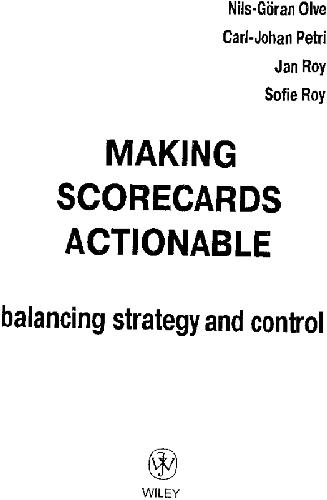 Nils-Göran Olve
Carl-Johan Petri
Jan Roy
Sofie Roy
MAKING
SCORECARDS
ACTIONABLE
balancing strategy and control
WILEY